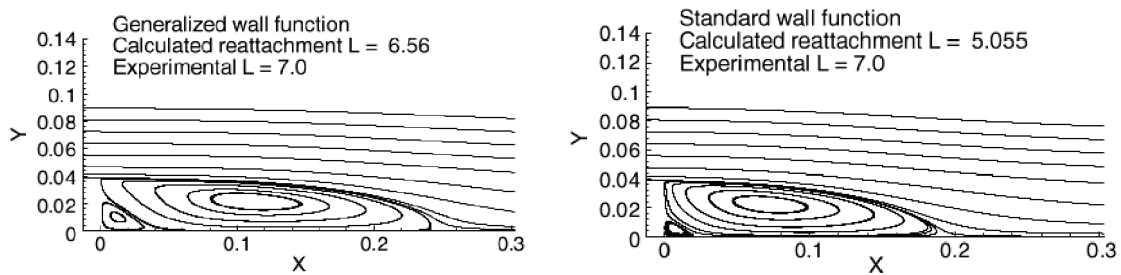 Generalized wall function
Calculated reattachment L = 6.56
Experimental L = 7.0
0.14
0.12
0.1
0.08
0.06
0.04
0.02
0
Y
0
0.1
0.2
0.3
X
Standard wall function
Calculated reattachment L = 5.055
Experimental L = 7.0
0.14
0.12
0.1
0.08
0.06
0.04
0.02
0
Y
0
0.1
0.2
0.3
X